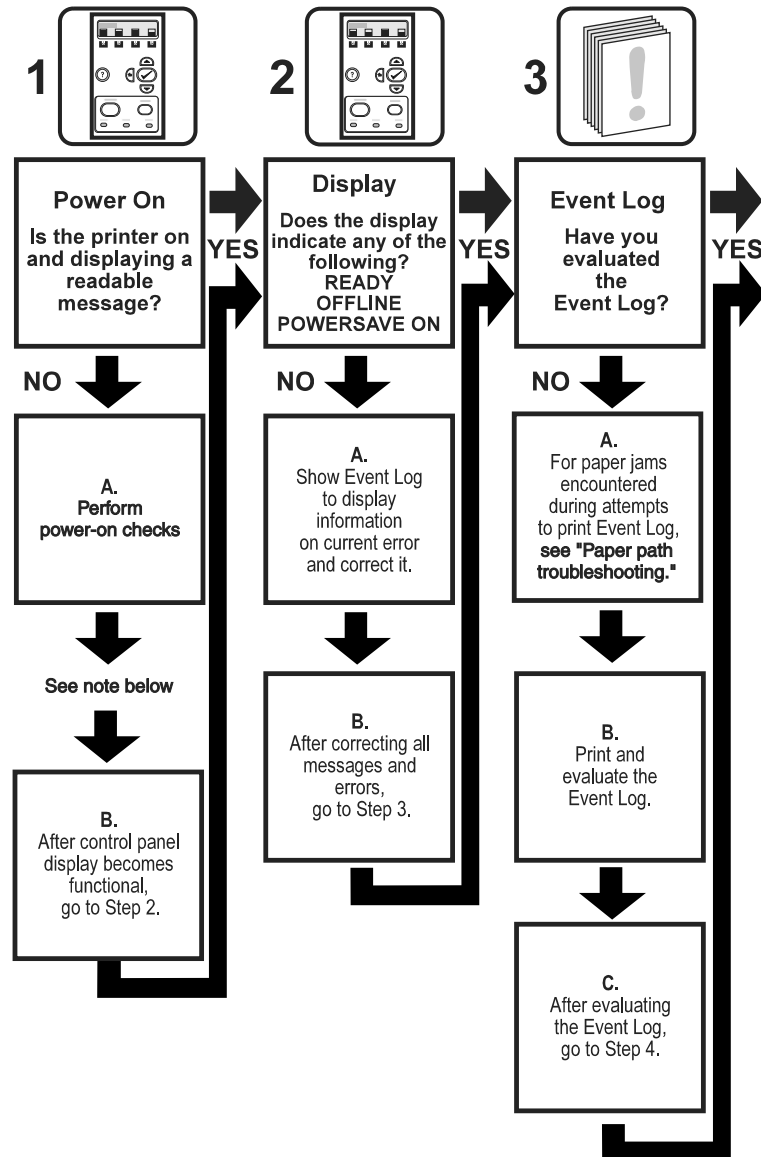 1
2
3
Power On
Is the printer on
and displaying a
readable
message?
YES
NO
A.
Perform
power-on checks
See note below
B.
After control panel
display becomes
functional,
go to Step 2.
Display
Does the display
indicate any of the
following?
READY
OFFLINE
POWERSAVE ON
YES
NO
A.
Show Event Log
to display
information
on current error
and correct it.
B.
After correcting all
messages and
errors,
go to Step 3.
Event Log
Have you
evaluated
the
Event Log?
YES
NO
A.
For paper jams
encountered
during attempts
to print Event Log,
see "Paper path
troubleshooting."
B.
Print and
evaluate the
Event Log.
C.
After evaluating
the Event Log,
go to Step 4.